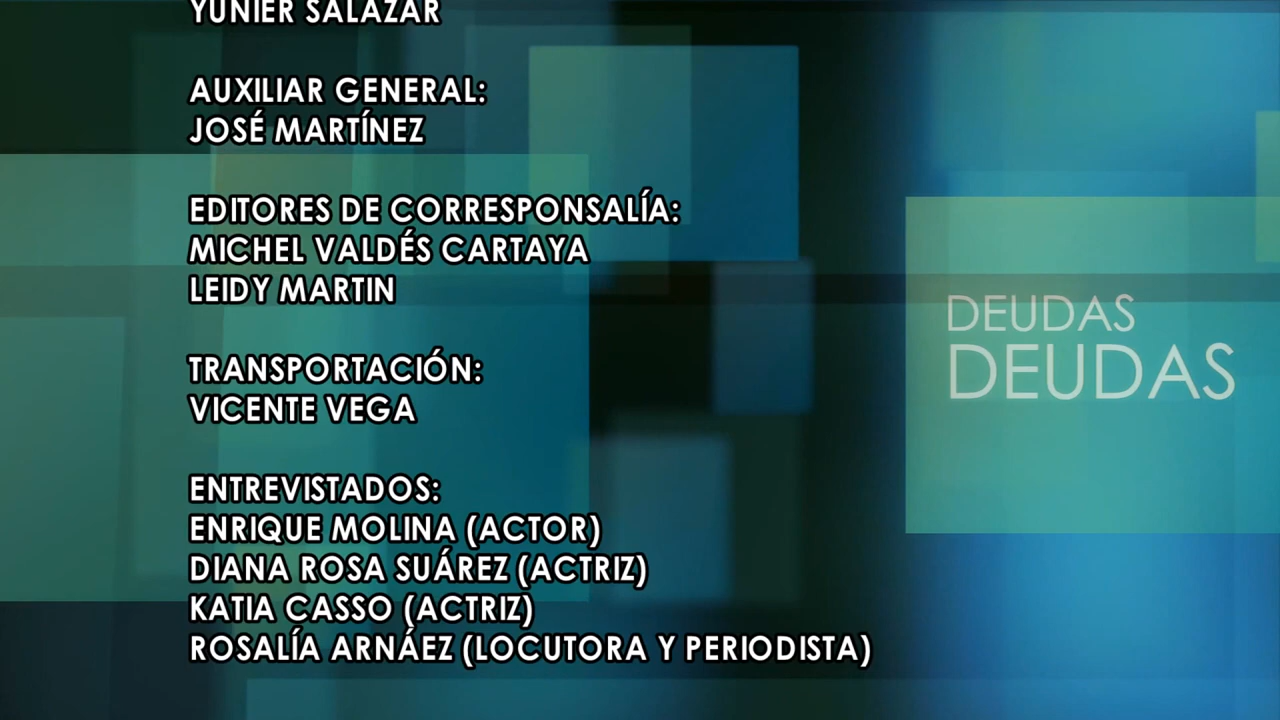 YUNIER SALAZAR
AUXILIAR GENERAL:
JOSÉ MARTÍNEZ
EDITORES DE CORRESPONSALÍA:
MICHEL VALDÉS CARTAYA
LEIDY MARTIN
TRANSPORTACIÓN:
VICENTE VEGA
ENTREVISTADOS:
ENRIQUE MOLINA (ACTOR)
DIANA ROSA SUÁREZ (ACTRIZ)
KATIA CASSO (ACTRIZ)
ROSALÍA ARNÁEZ (LOCUTORA Y PERIODISTA)
DEUDAS
DEUDAS